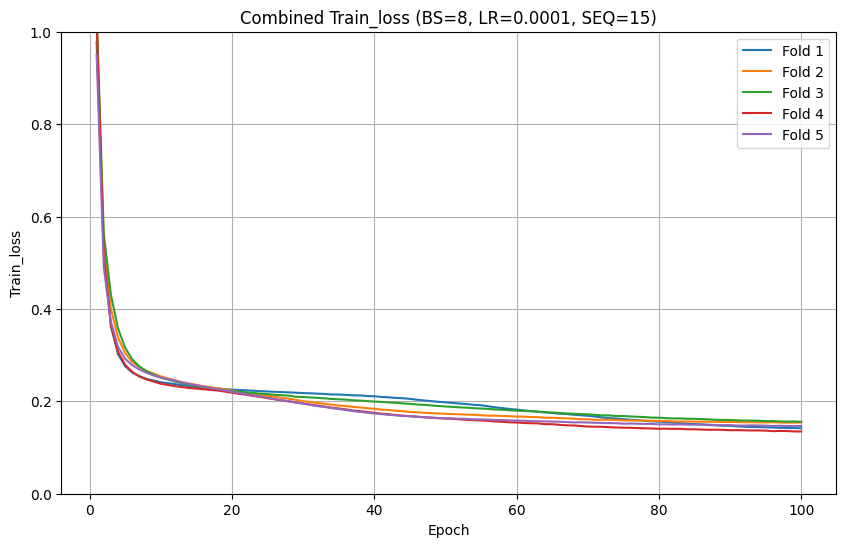 Combined Train_loss (BS=8, LR=0.0001, SEQ=15)
1.0
0.8
0.6
0.4
0.2
0.0
Train_loss
Fold 1
Fold 2
Fold 3
Fold 4
Fold 5
0 20 40 60 80 100
Epoch